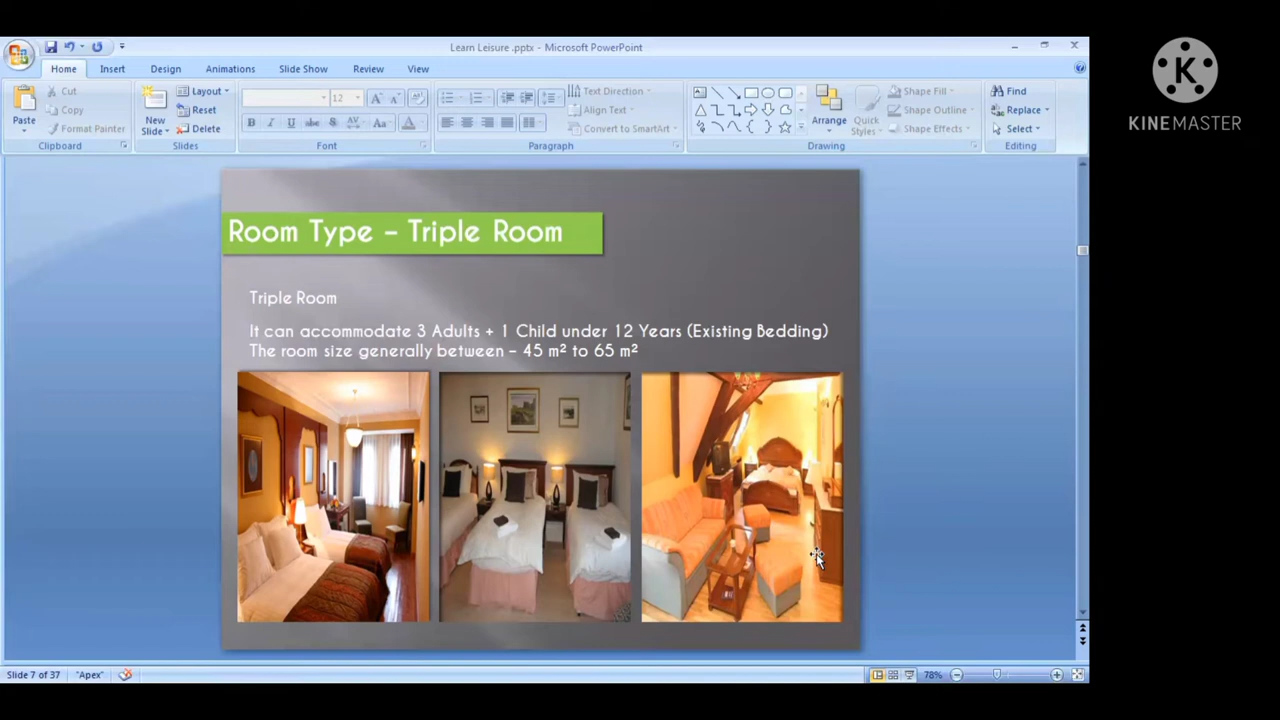 Learn Leisure .pptx - Microsoft PowerPoint
K
KINEMASTER
Home Insert Design Animations Slide Show Review View
Paste
Cut
Copy
Format Painter
Clipboard
New Slide
Layout
Reset
Delete
Slides
12
B I U abc S AV Aa A
Font
Text Direction
Align Text
Convert to SmartArt
Paragraph
Arrange
Quick Styles
Shape Fill
Shape Outline
Shape Effects
Drawing
Find
Replace
Select
Editing
Room Type – Triple Room
Triple Room
It can accommodate 3 Adults + 1 Child under 12 Years (Existing Bedding)
The room size generally between – 45 m² to 65 m²
Slide 7 of 37 "Apex" 78%